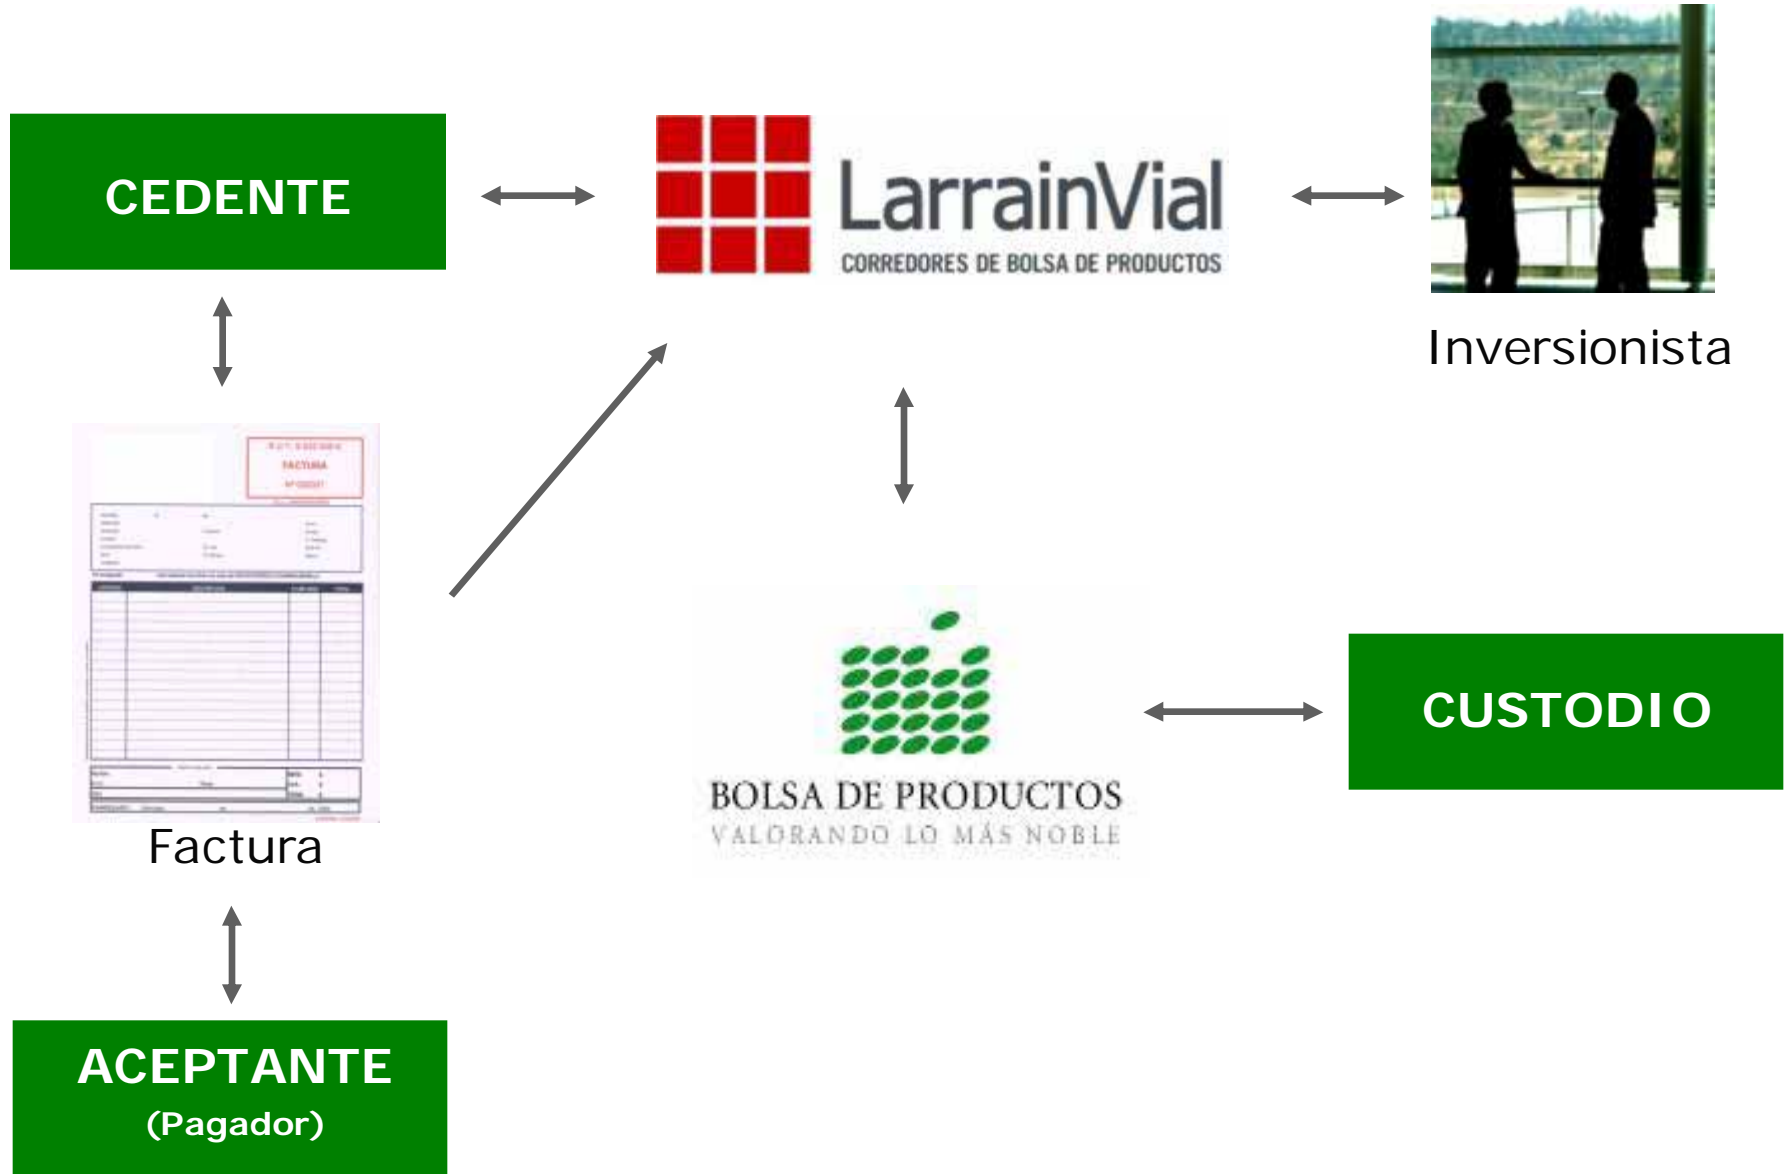 CEDENTE
LarrainVial
CORREDORES DE BOLSA DE PRODUCTOS
Inversionista
FACTURA
Factura
BOLSA DE PRODUCTOS
VALORANDO LO MÁS NOBLE
CUSTODIO
ACEPTANTE
(Pagador)